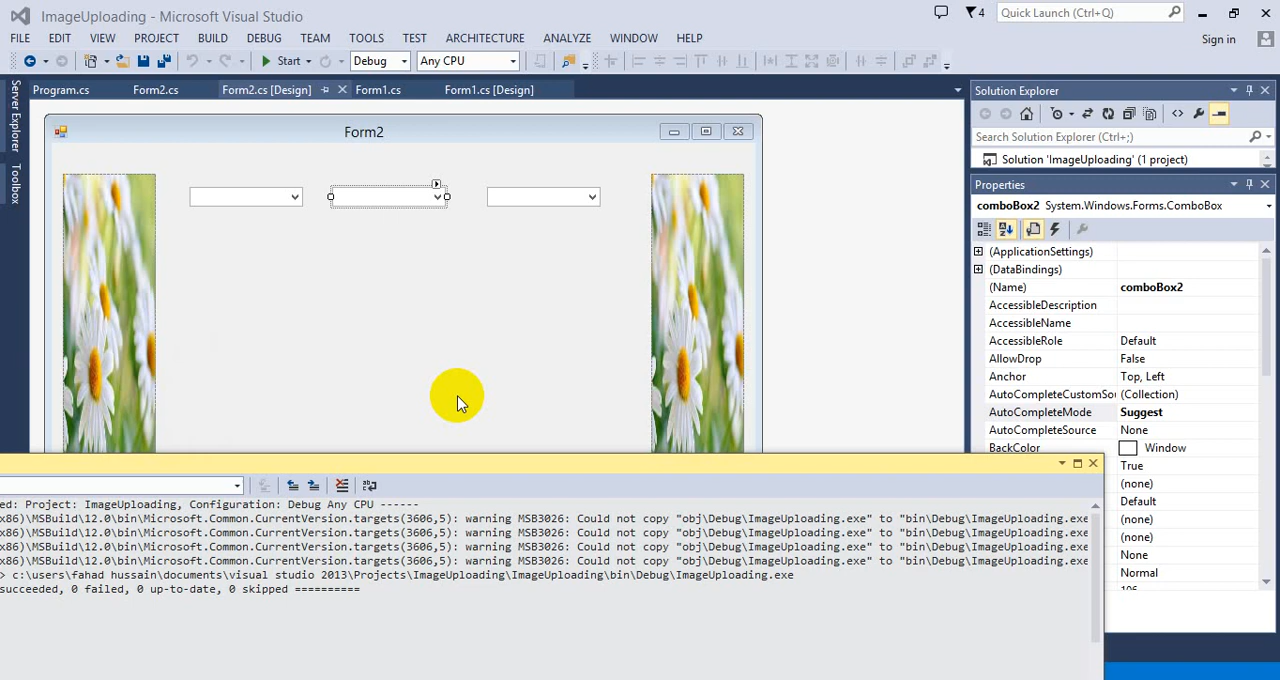 ImageUploading - Microsoft Visual Studio
4
Quick Launch (Ctrl+Q)
FILE EDIT VIEW PROJECT BUILD DEBUG TEAM TOOLS TEST ARCHITECTURE ANALYZE WINDOW HELP
Sign in
Start Debug Any CPU
Server Explorer
Toolbox
Program.cs Form2.cs Form2.cs [Design] Form1.cs Form1.cs [Design]
Form2
Solution Explorer
Search Solution Explorer (Ctrl+;)
Solution 'ImageUploading' (1 project)
Properties
comboBox2 System.Windows.Forms.ComboBox
(ApplicationSettings)
(DataBindings)
(Name) comboBox2
AccessibleDescription
AccessibleName
AccessibleRole Default
AllowDrop False
Anchor Top, Left
AutoCompleteCustomSou (Collection)
AutoCompleteMode Suggest
AutoCompleteSource None
BackColor Window
True
(none)
Default
(none)
(none)
None
Normal
106
ed: Project: ImageUploading, Configuration: Debug Any CPU ------
x86)\MSBuild\12.0\bin\Microsoft.Common.CurrentVersion.targets(3606,5): warning MSB3026: Could not copy "obj\Debug\ImageUploading.exe" to "bin\Debug\ImageUploading.exe
x86)\MSBuild\12.0\bin\Microsoft.Common.CurrentVersion.targets(3606,5): warning MSB3026: Could not copy "obj\Debug\ImageUploading.exe" to "bin\Debug\ImageUploading.exe
x86)\MSBuild\12.0\bin\Microsoft.Common.CurrentVersion.targets(3606,5): warning MSB3026: Could not copy "obj\Debug\ImageUploading.exe" to "bin\Debug\ImageUploading.exe
x86)\MSBuild\12.0\bin\Microsoft.Common.CurrentVersion.targets(3606,5): warning MSB3026: Could not copy "obj\Debug\ImageUploading.exe" to "bin\Debug\ImageUploading.exe
> c:\users\fahad hussain\documents\visual studio 2013\Projects\ImageUploading\ImageUploading\bin\Debug\ImageUploading.exe
succeeded, 0 failed, 0 up-to-date, 0 skipped ==========